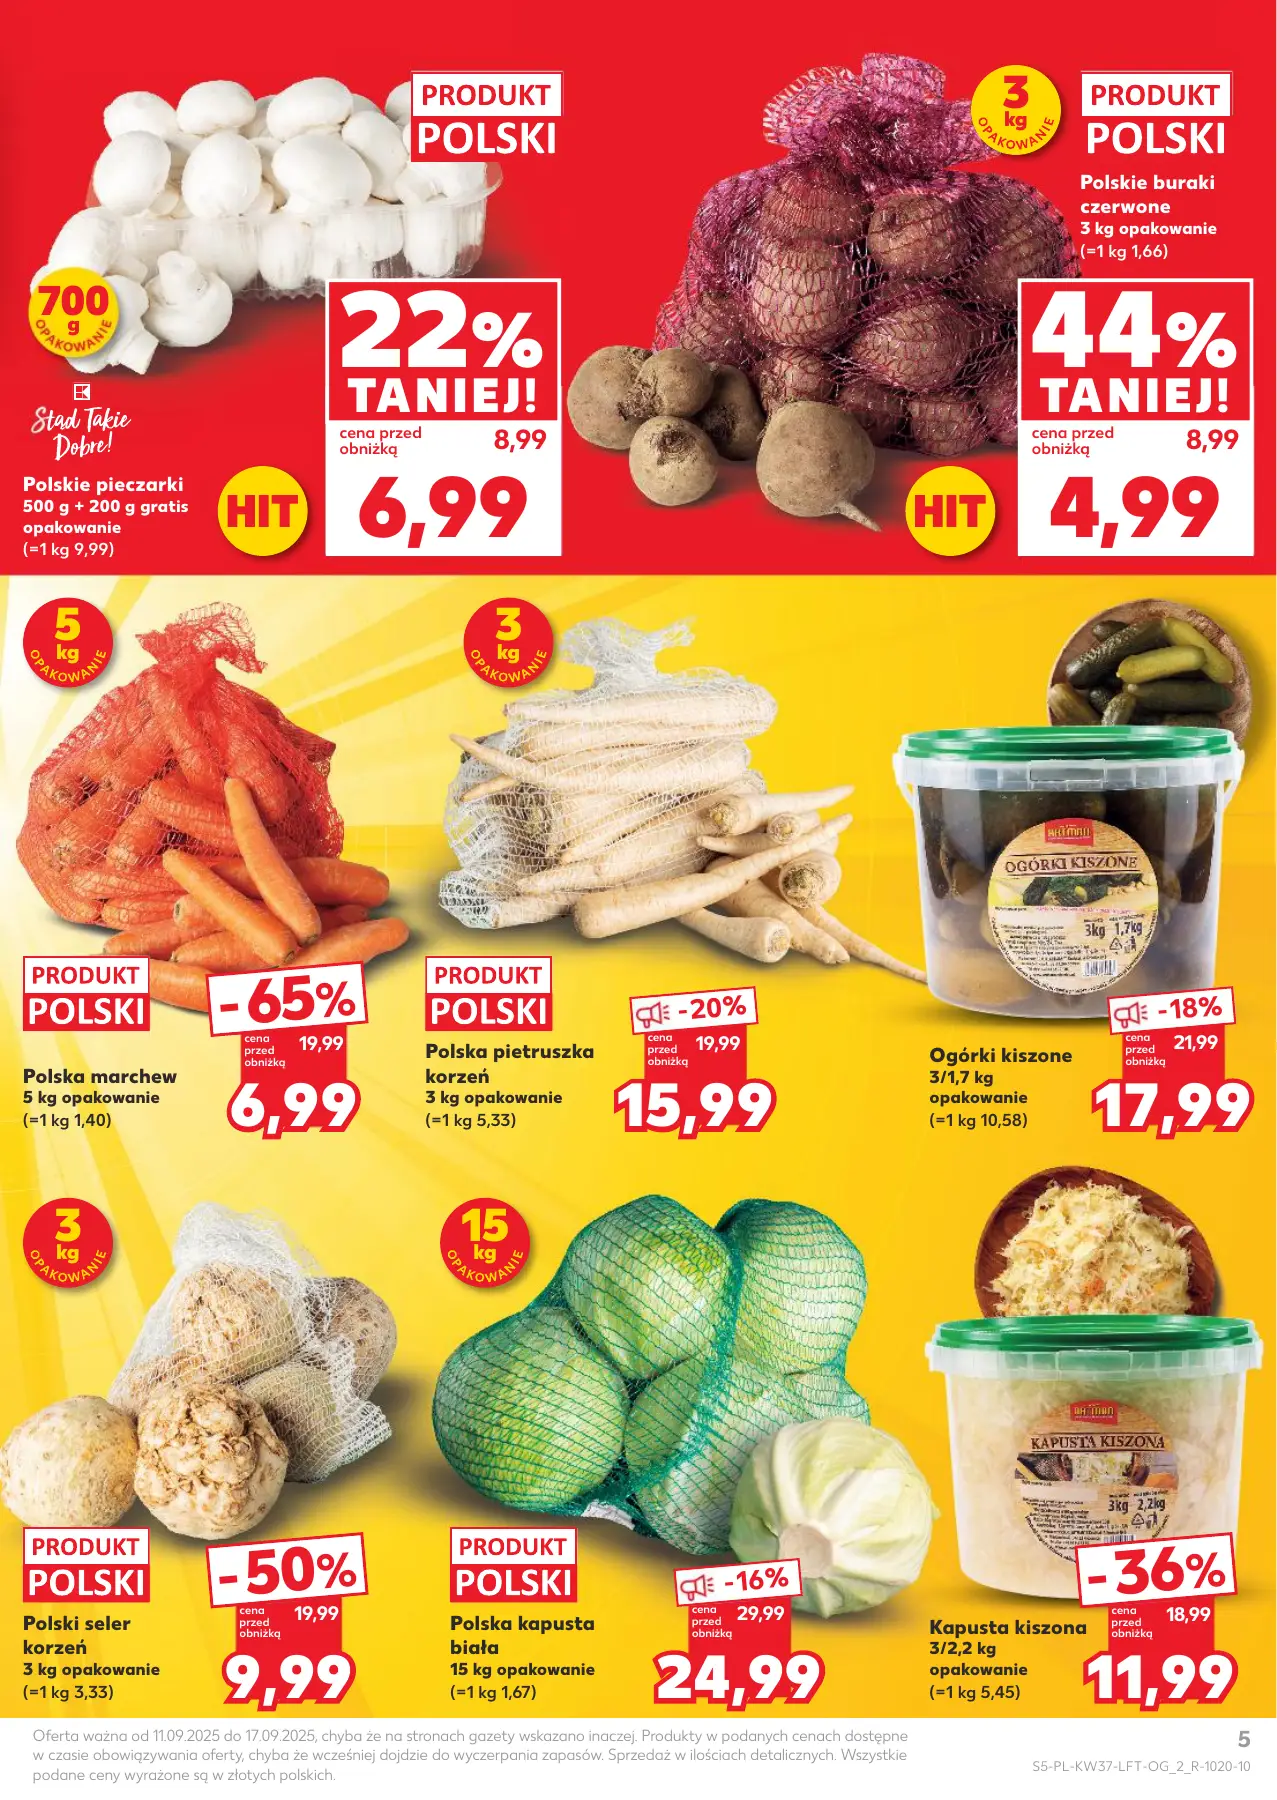 PRODUKT
POLSKI
700
g
OPAKOWANIE
Stąd Takie
Dobre!
Polskie pieczarki
500 g + 200 g gratis
opakowanie
(=1 kg 9,99)
HIT
22%
TANIEJ!
cena przed
obniżką
8,99
6,99
3
kg
OPAKOWANIE
PRODUKT
POLSKI
Polskie buraki
czerwone
3 kg opakowanie
(=1 kg 1,66)
HIT
44%
TANIEJ!
cena przed
obniżką
8,99
4,99
5
kg
OPAKOWANIE
PRODUKT
POLSKI
Polska marchew
5 kg opakowanie
(=1 kg 1,40)
-65%
cena
przed
obniżką
19,99
6,99
3
kg
OPAKOWANIE
PRODUKT
POLSKI
Polska pietruszka
korzeń
3 kg opakowanie
(=1 kg 5,33)
-20%
cena
przed
obniżką
19,99
15,99
OGÓRKI KISZONE
3kg 1,7kg
Ogórki kiszone
3/1,7 kg
opakowanie
(=1 kg 10,58)
-18%
cena
przed
obniżką
21,99
17,99
3
kg
OPAKOWANIE
PRODUKT
POLSKI
Polski seler
korzeń
3 kg opakowanie
(=1 kg 3,33)
-50%
cena
przed
obniżką
19,99
9,99
15
kg
OPAKOWANIE
PRODUKT
POLSKI
Polska kapusta
biała
15 kg opakowanie
(=1 kg 1,67)
-16%
cena
przed
obniżką
29,99
24,99
KAPUSTA KISZONA
3kg 2,2kg
Kapusta kiszona
3/2,2 kg
opakowanie
(=1 kg 5,45)
-36%
cena
przed
obniżką
18,99
11,99
Oferta ważna od 11.09.2025 do 17.09.2025, chyba że na stronach gazety wskazano inaczej. Produkty w podanych cenach dostępne
w czasie obowiązywania oferty, chyba że wcześniej dojdzie do wyczerpania zapasów. Sprzedaż w ilościach detalicznych. Wszystkie
podane ceny wyrażone są w złotych polskich.
5
S5-PL-KW37-LFT-OG_2_R-1020-10